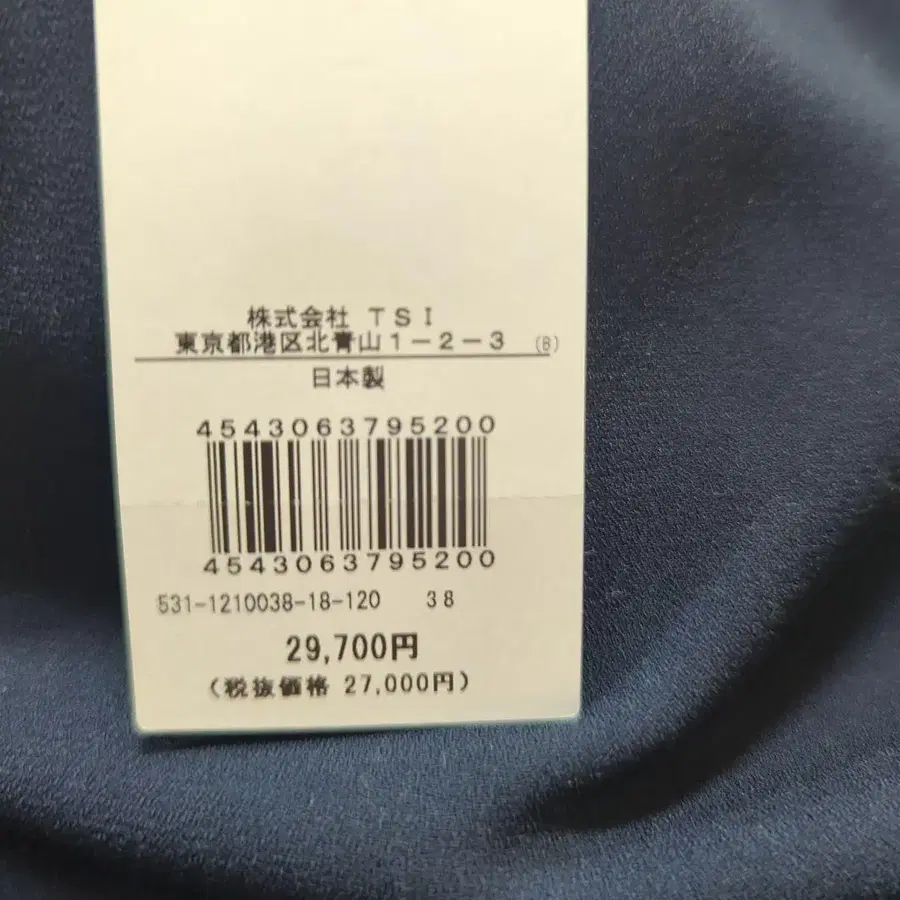 株式会社 TSI
東京都港区北青山1-2-3 (8)
日本製
4543063795200
4543063795200
531-1210038-18-120 38
29,700円
(税抜価格 27,000円)